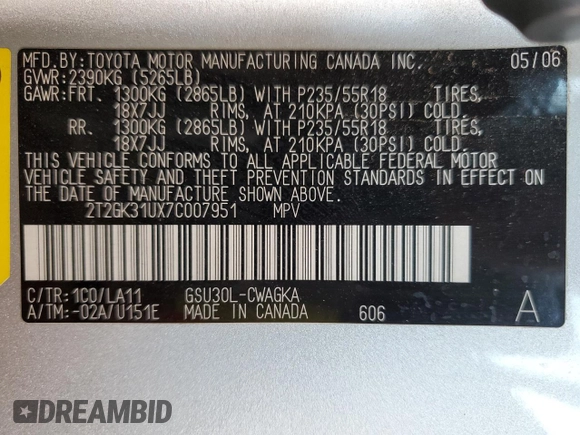 MFD.BY:TOYOTA MOTOR MANUFACTURING CANADA INC. 05/06
GVWR:2390KG (5265LB)
GAWR:FRT. 1300KG (2865LB) WITH P235/55R18 TIRES,
18X7JJ RIMS, AT 210KPA (30PSI) COLD.
RR. 1300KG (2865LB) WITH P235/55R18 TIRES,
18X7JJ RIMS, AT 210KPA (30PSI) COLD.
THIS VEHICLE CONFORMS TO ALL APPLICABLE FEDERAL MOTOR
VEHICLE SAFETY AND THEFT PREVENTION STANDARDS IN EFFECT ON
THE DATE OF MANUFACTURE SHOWN ABOVE.
2T2GK31UX7C007951 MPV
C/TR:1C0/LA11 GSU30L-CWAGKA
A/TM:-02A/U151E MADE IN CANADA 606 A
DREAMBID